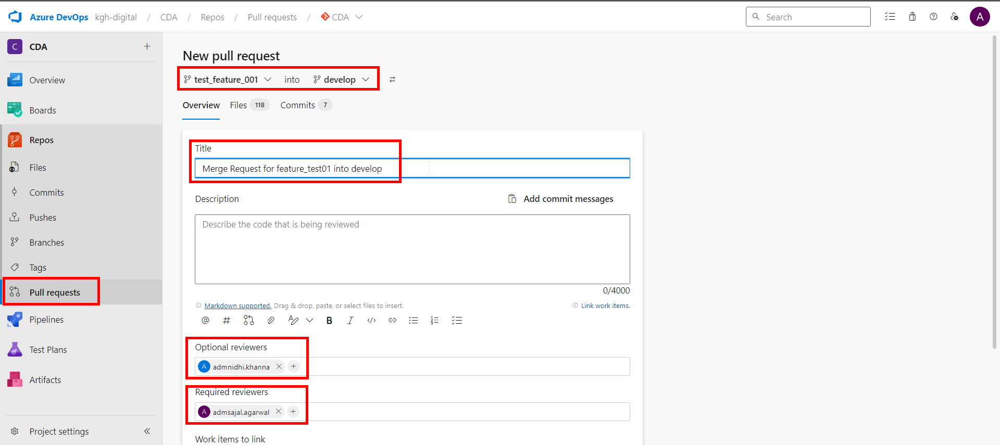 Azure DevOps kgh-digital / CDA / Repos / Pull requests / CDA
Search
A
C CDA
Overview
Boards
Repos
Files
Commits
Pushes
Branches
Tags
Pull requests
Pipelines
Test Plans
Artifacts
Project settings
New pull request
test_feature_001 into develop
Overview Files 118 Commits 7
Title
Merge Request for feature_test01 into develop
Description Add commit messages
Describe the code that is being reviewed
0/4000
Markdown supported. Drag & drop, paste, or select files to insert. Link work items.
Optional reviewers
A admnidhi.khanna
Required reviewers
A admsajal.agarwal
Work items to link